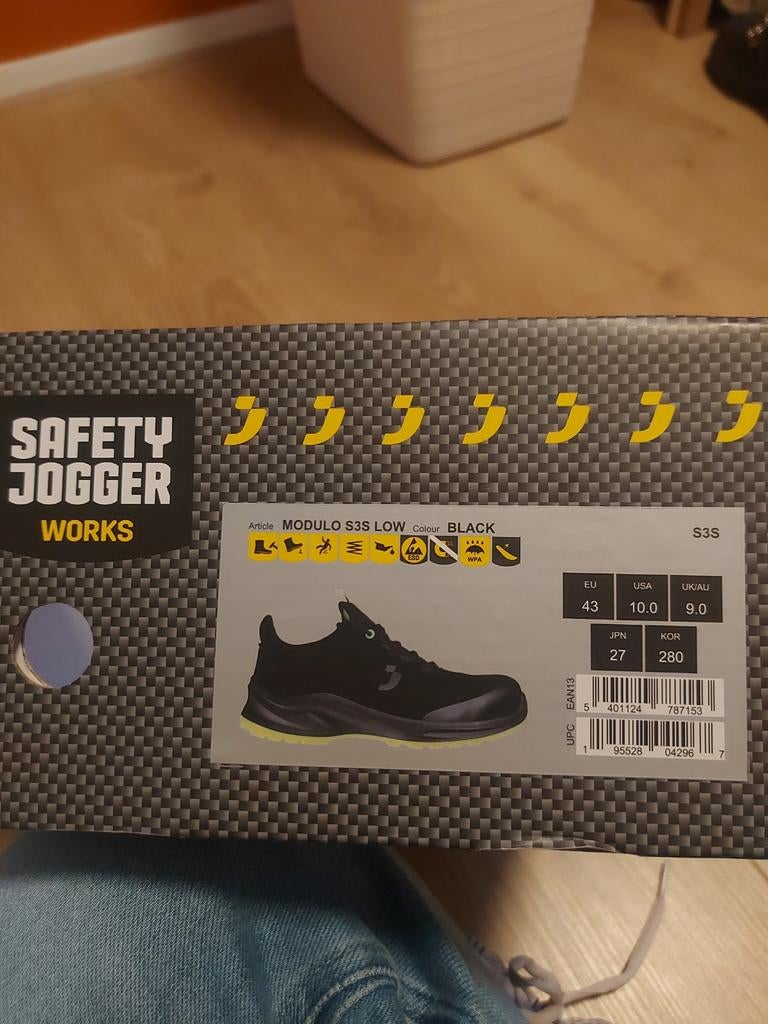 SAFETY
JOGGER
WORKS
Article MODULO S3S LOW Colour BLACK
S3S
ESD
WPA
EU
43
USA
10.0
UK/AU
9.0
JPN
27
KOR
280
EAN13
5 401124 787153
UPC
1 95528 04296 7